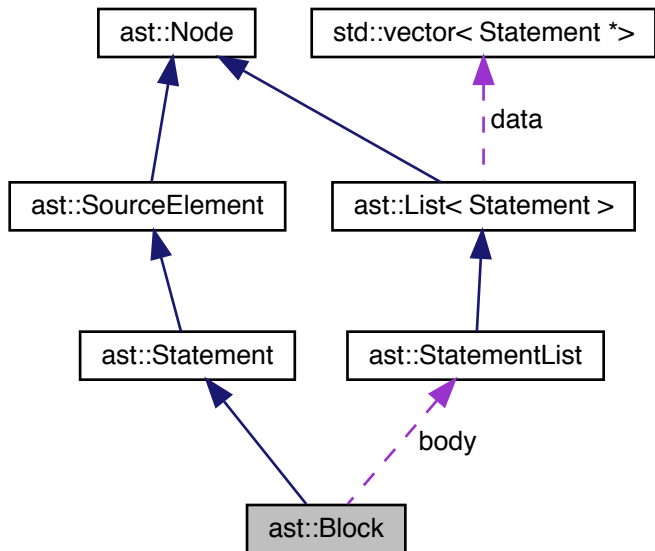 ast::Node
std::vector< Statement *>
data
ast::SourceElement
ast::List< Statement >
ast::Statement
ast::StatementList
body
ast::Block